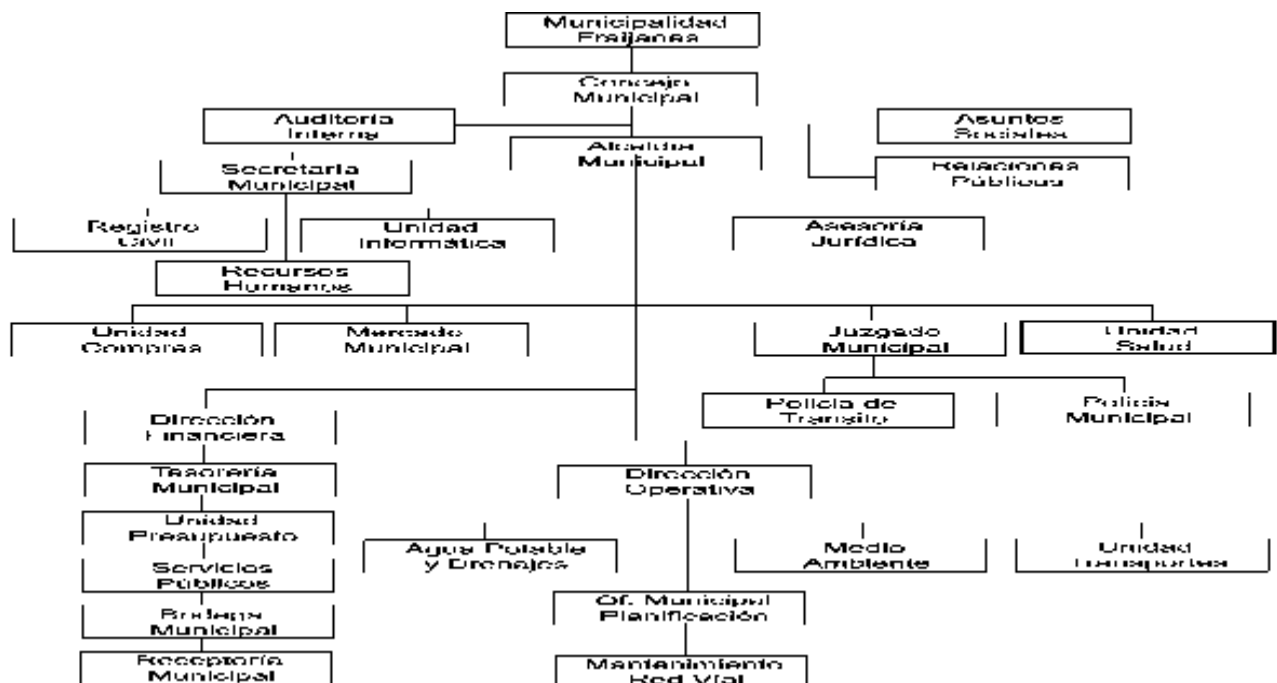 Municipalidad
Fraijanes
Concejo
Municipal
Auditoría
Interna
Asuntos
Sociales
Alcaldía
Municipal
Relaciones
Públicas
Secretaría
Municipal
Registro
Civil
Unidad
Informática
Asesoría
Jurídica
Recursos
Humanos
Unidad
Compras
Mercado
Municipal
Juzgado
Municipal
Unidad
Salud
Policía de
Transito
Policía
Municipal
Dirección
Financiera
Tesorería
Municipal
Dirección
Operativa
Unidad
Presupuesto
Agua Potable
y Drenajes
Medio
Ambiente
Unidad
Transportes
Servicios
Públicos
Of. Municipal
Planificación
Bodega
Municipal
Receptoría
Municipal
Mantenimiento
Red Vial